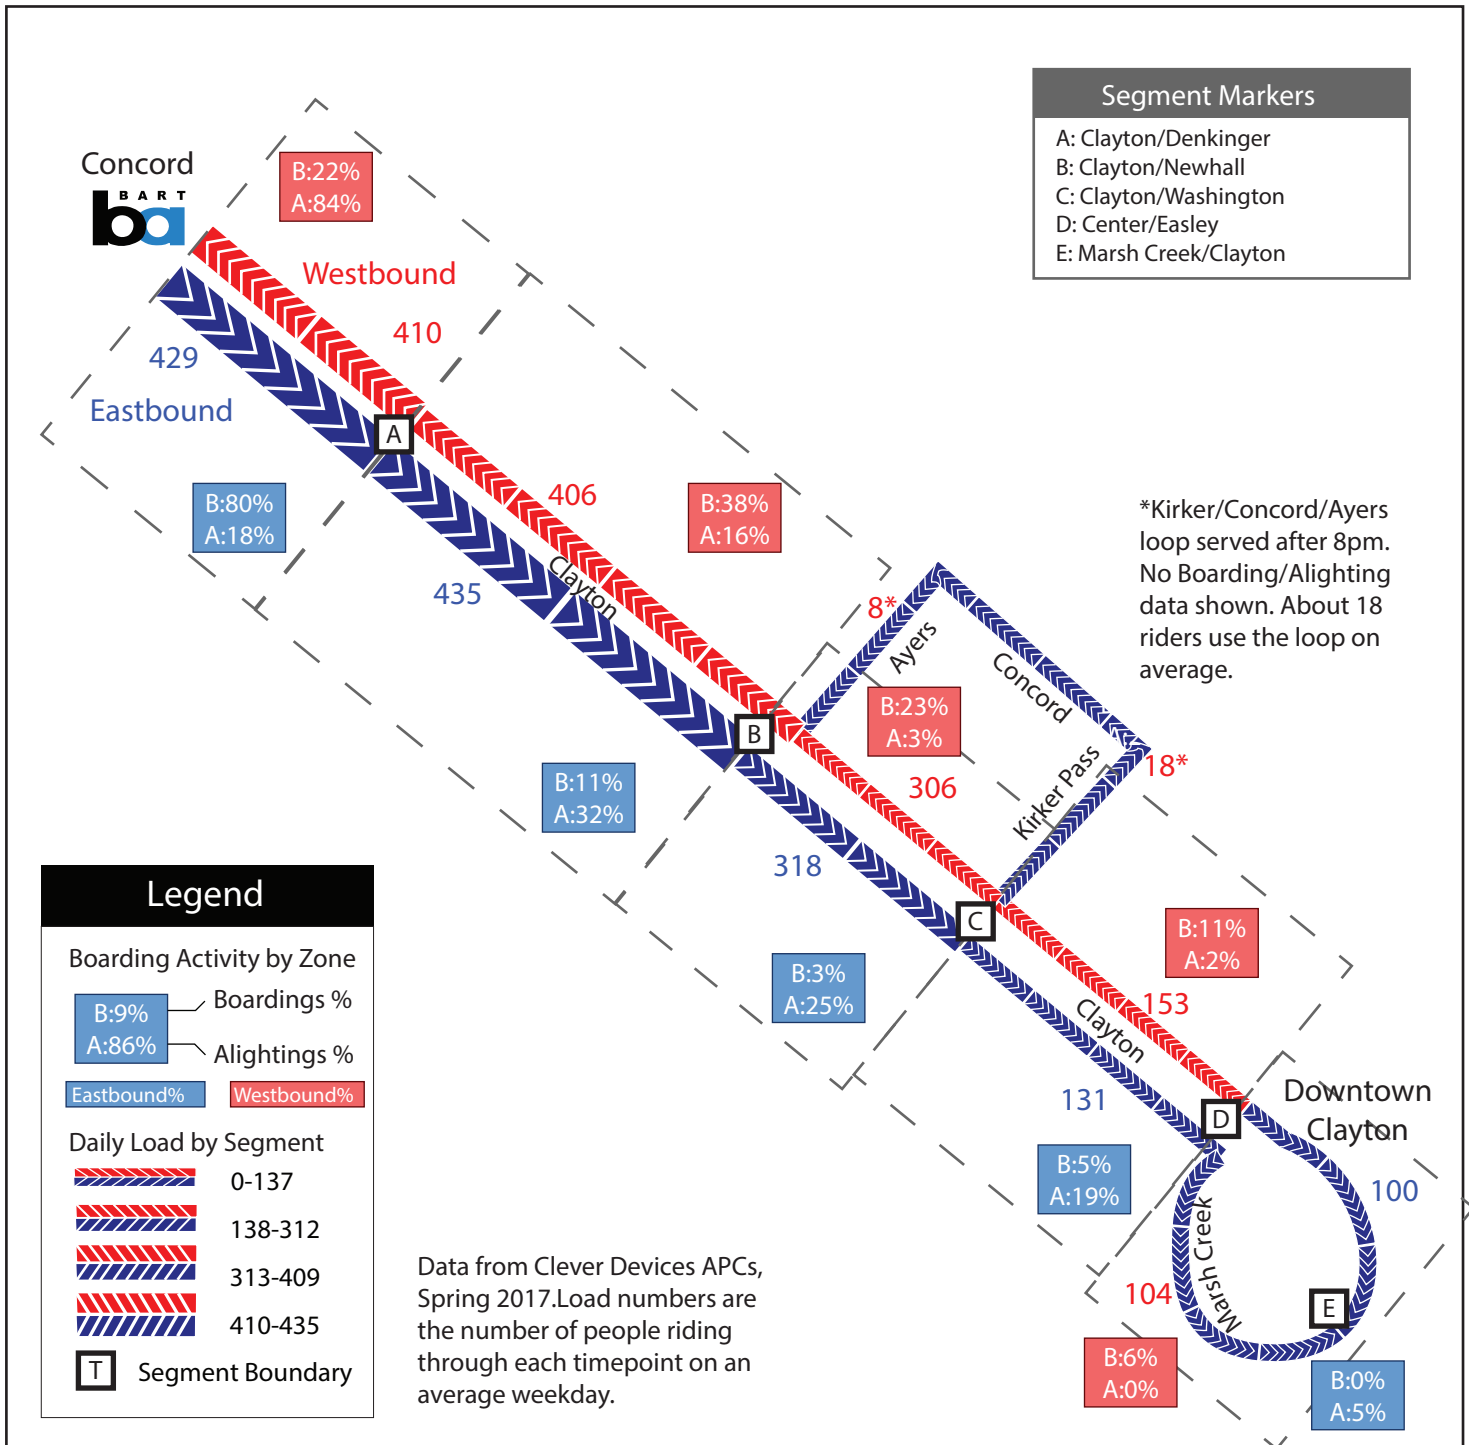 Concord
BART
ba
B:22%
A:84%
Segment Markers
A: Clayton/Denkinger
B: Clayton/Newhall
C: Clayton/Washington
D: Center/Easley
E: Marsh Creek/Clayton
Westbound
410
429
Eastbound
A
B:80%
A:18%
406
B:38%
A:16%
Clayton
435
*Kirker/Concord/Ayers
loop served after 8pm.
No Boarding/Alighting
data shown. About 18
riders use the loop on
average.
8*
Ayers
Concord
B:23%
A:3%
B
Kirker Pass
18*
306
B:11%
A:32%
318
C
B:11%
A:2%
B:3%
A:25%
153
Clayton
131
D
Downtown
Clayton
B:5%
A:19%
100
Marsh Creek
104
E
B:6%
A:0%
B:0%
A:5%
Legend
Boarding Activity by Zone
B:9%
A:86%
Boardings %
Alightings %
Eastbound%
Westbound%
Daily Load by Segment
0-137
138-312
313-409
410-435
T
Segment Boundary
Data from Clever Devices APCs,
Spring 2017.Load numbers are
the number of people riding
through each timepoint on an
average weekday.